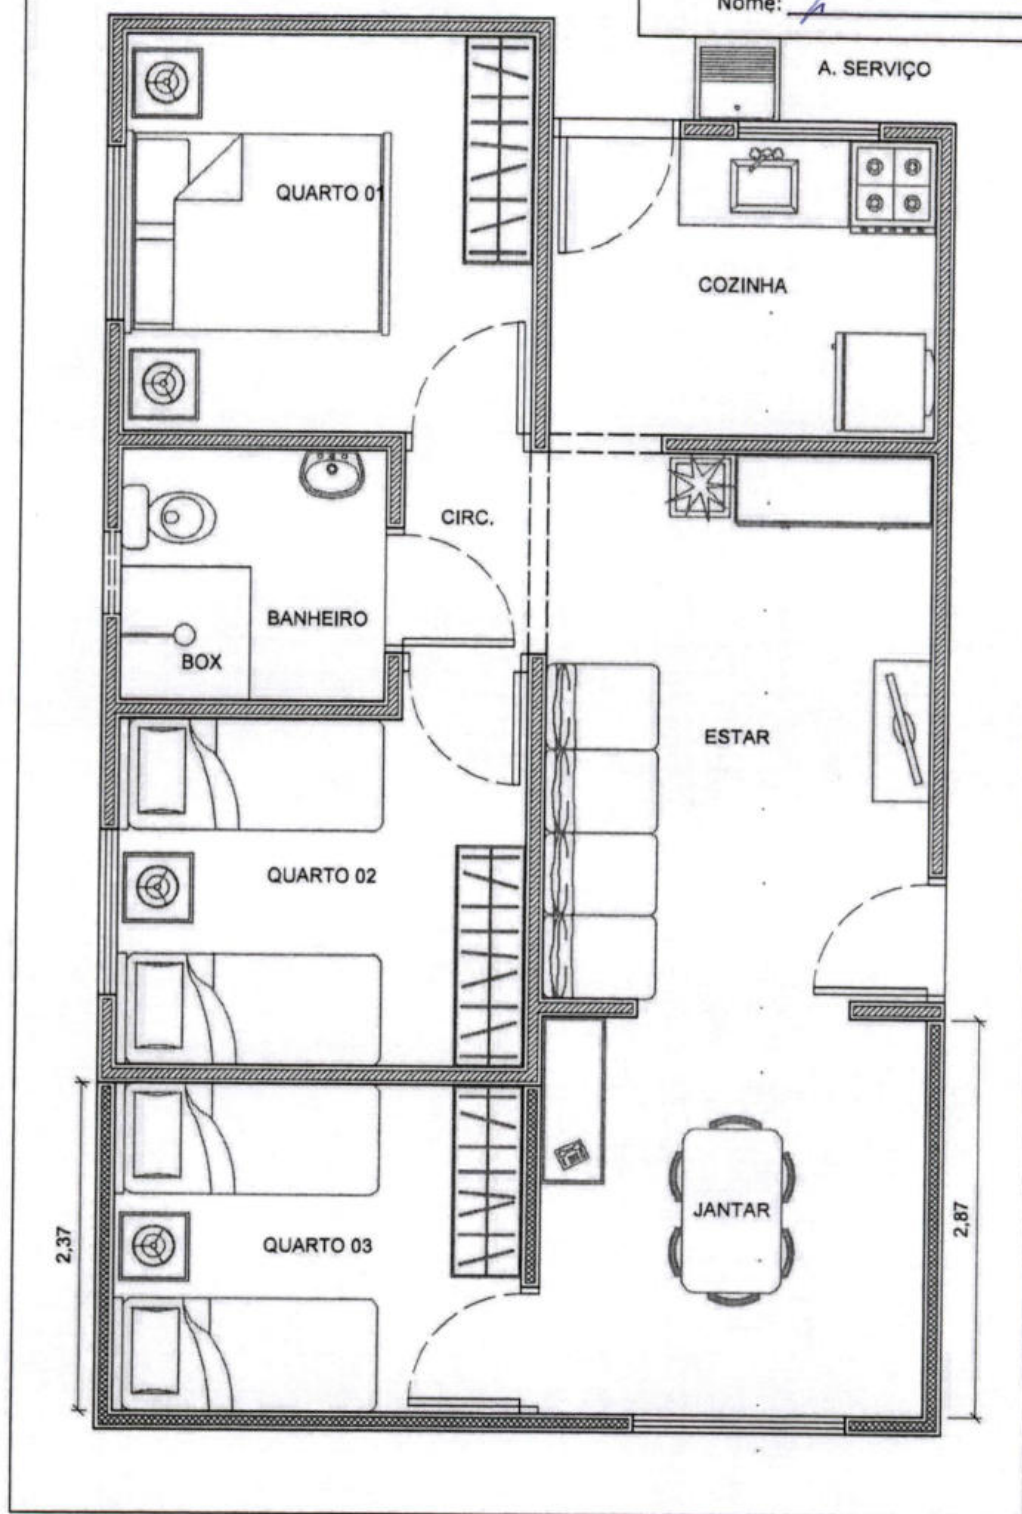 Nome:
A. SERVIÇO
QUARTO 01
COZINHA
CIRC.
BANHEIRO
BOX
ESTAR
QUARTO 02
2,37
QUARTO 03
JANTAR
2,87